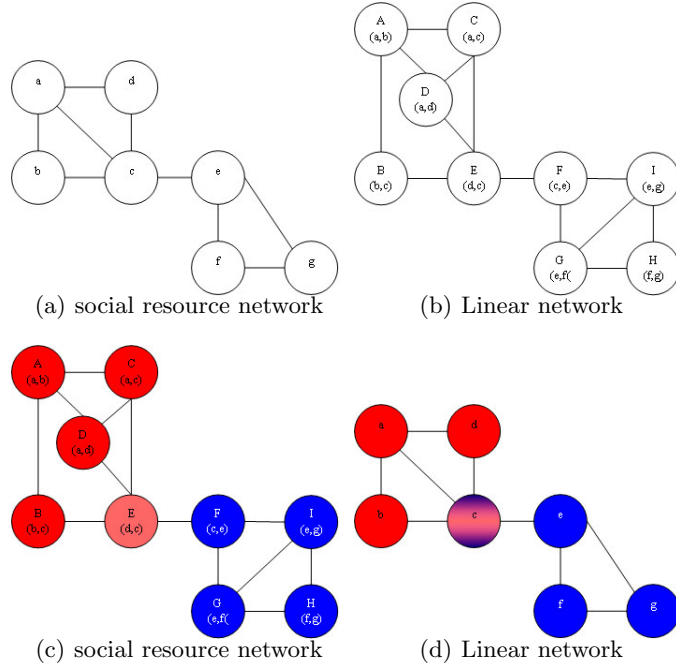 a
d
b
c
e
f
g
(a) social resource network
A
(a,b)
C
(a,c)
D
(a,d)
B
(b,c)
E
(d,c)
F
(c,e)
I
(e,g)
G
(e,f(
H
(f,g)
(b) Linear network
A
(a,b)
C
(a,c)
D
(a,d)
B
(b,c)
E
(d,c)
F
(c,e)
I
(e,g)
G
(e,f(
H
(f,g)
(c) social resource network
a
d
b
c
e
f
g
(d) Linear network